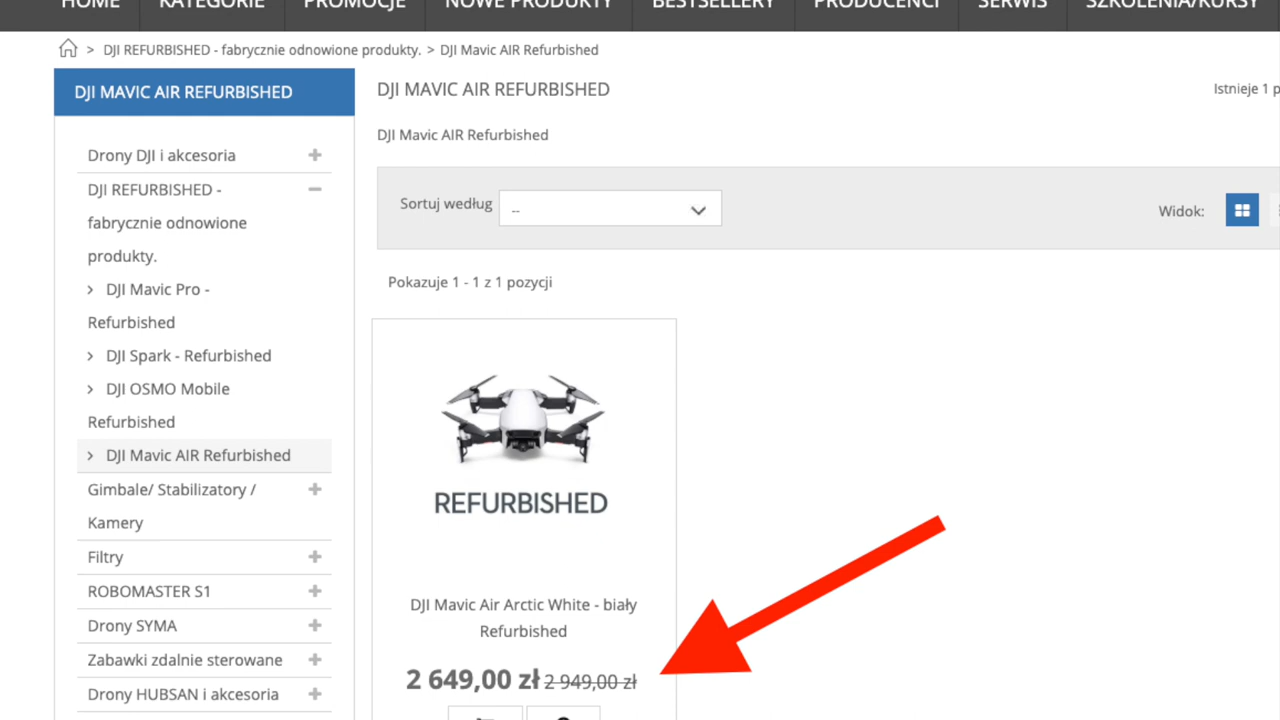 HOME KATEGORIE PROMOCJE NOWE PRODUKTY BESTSELLERY PRODUCENCI SERWIS SZKOLENIA/KURSY
> DJI REFURBISHED - fabrycznie odnowione produkty. > DJI Mavic AIR Refurbished
DJI MAVIC AIR REFURBISHED
Drony DJI i akcesoria
DJI REFURBISHED -
fabrycznie odnowione
produkty.
DJI Mavic Pro -
Refurbished
DJI Spark - Refurbished
DJI OSMO Mobile
Refurbished
DJI Mavic AIR Refurbished
Gimbale/ Stabilizatory /
Kamery
Filtry
ROBOMASTER S1
Drony SYMA
Zabawki zdalnie sterowane
Drony HUBSAN i akcesoria
DJI MAVIC AIR REFURBISHED
Istnieje 1 p
DJI Mavic AIR Refurbished
Sortuj według --
Widok:
Pokazuje 1 - 1 z 1 pozycji
REFURBISHED
DJI Mavic Air Arctic White - biały
Refurbished
2 649,00 zł 2 949,00 zł